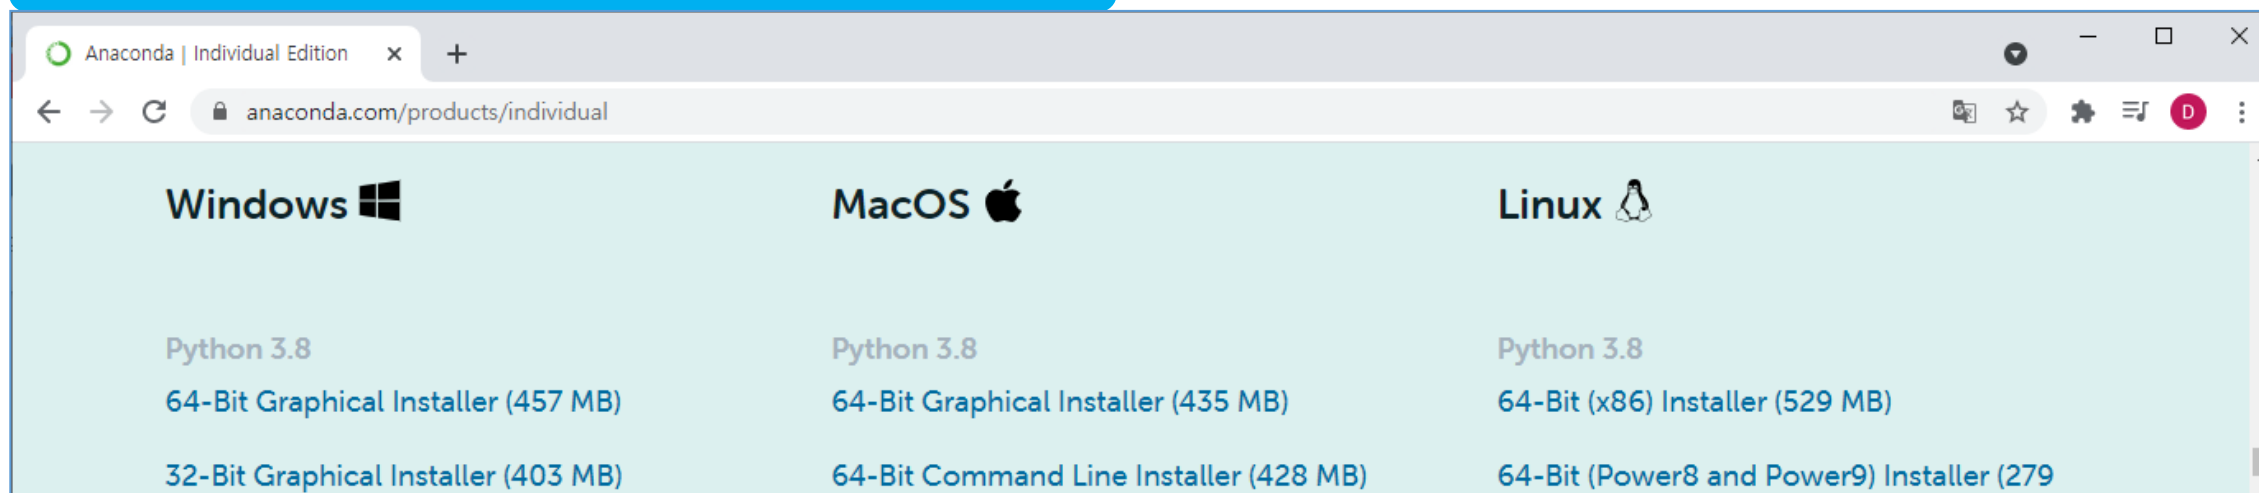 Anaconda | Individual Edition
anaconda.com/products/individual
D
Windows
MacOS
Linux
Python 3.8
64-Bit Graphical Installer (457 MB)
32-Bit Graphical Installer (403 MB)
Python 3.8
64-Bit Graphical Installer (435 MB)
64-Bit Command Line Installer (428 MB)
Python 3.8
64-Bit (x86) Installer (529 MB)
64-Bit (Power8 and Power9) Installer (279